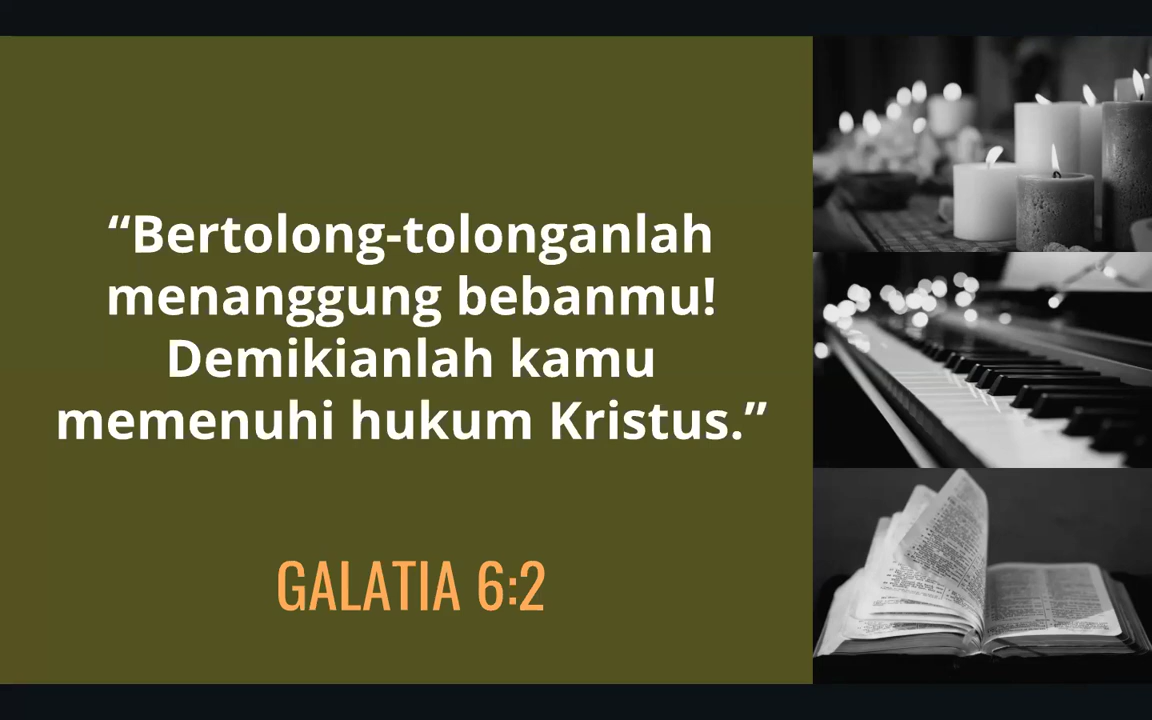 “Bertolong-tolonganlah
menanggung bebanmu!
Demikianlah kamu
memenuhi hukum Kristus.”
GALATIA 6:2